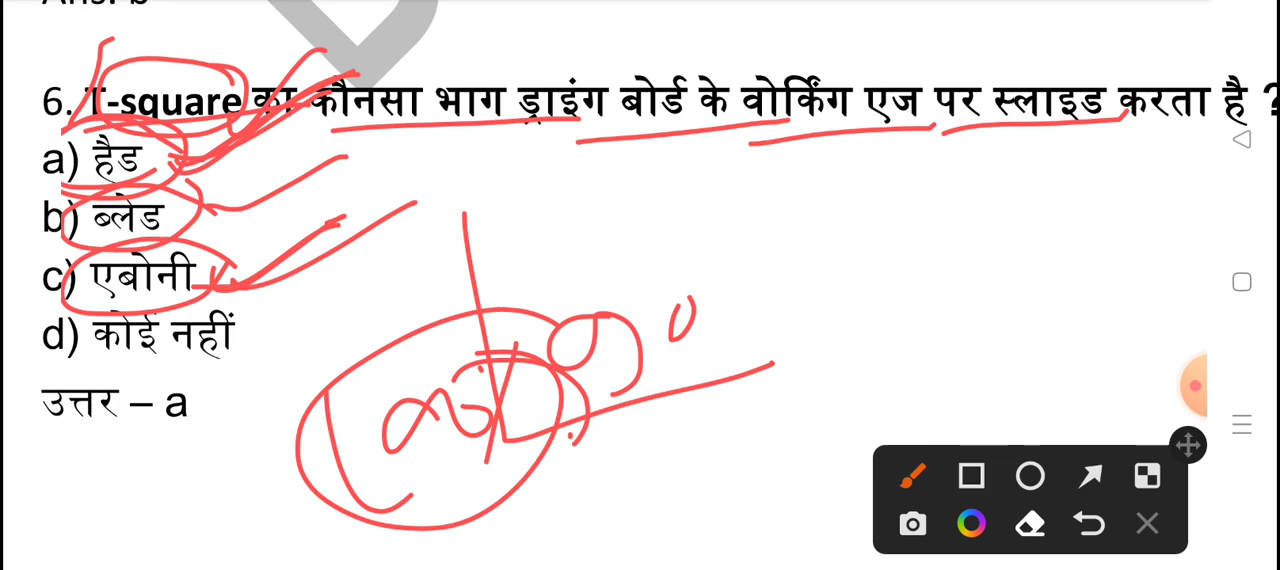 6. T-square का कौनसा भाग ड्राइंग बोर्ड के वोर्किंग एज पर स्लाइड करता है ?
a) हैड
b) ब्लेड
c) एबोनी
d) कोई नहीं
उत्तर – a